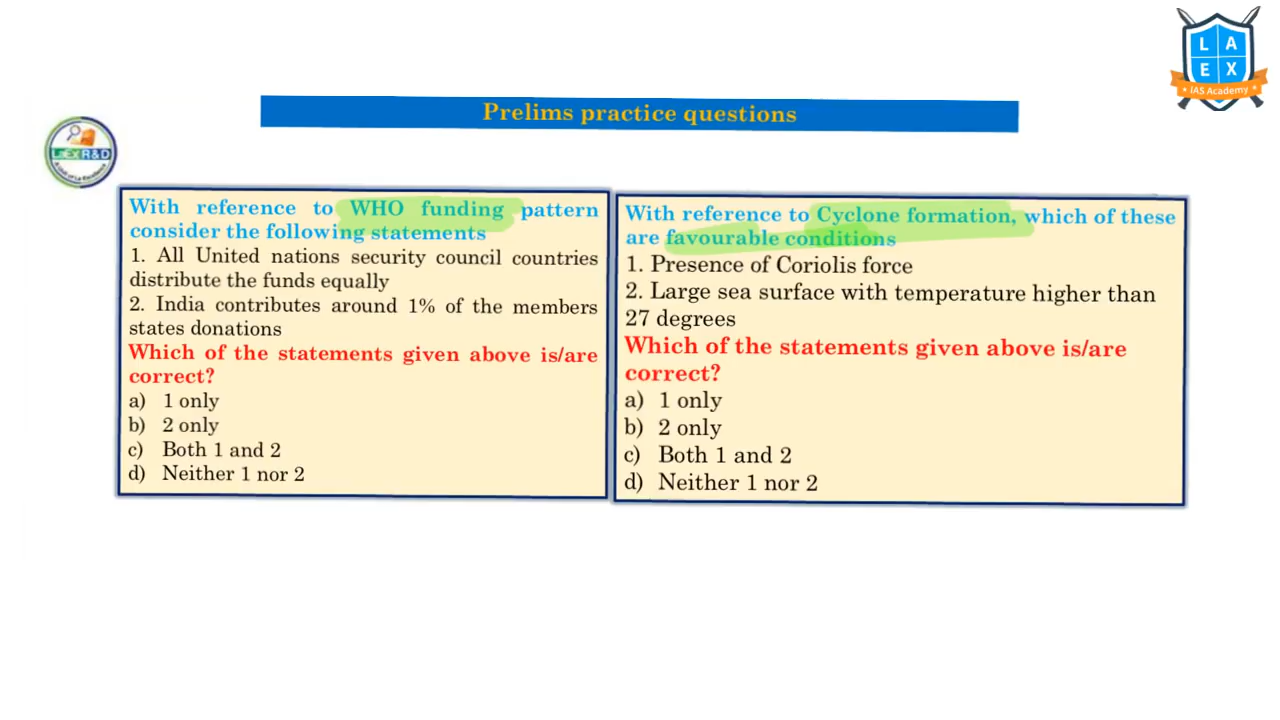 L A
E X
IAS Academy
Prelims practice questions
LaEx R&D
With reference to WHO funding pattern
consider the following statements
1. All United nations security council countries
distribute the funds equally
2. India contributes around 1% of the members
states donations
Which of the statements given above is/are
correct?
a) 1 only
b) 2 only
c) Both 1 and 2
d) Neither 1 nor 2
With reference to Cyclone formation, which of these
are favourable conditions
1. Presence of Coriolis force
2. Large sea surface with temperature higher than
27 degrees
Which of the statements given above is/are
correct?
a) 1 only
b) 2 only
c) Both 1 and 2
d) Neither 1 nor 2